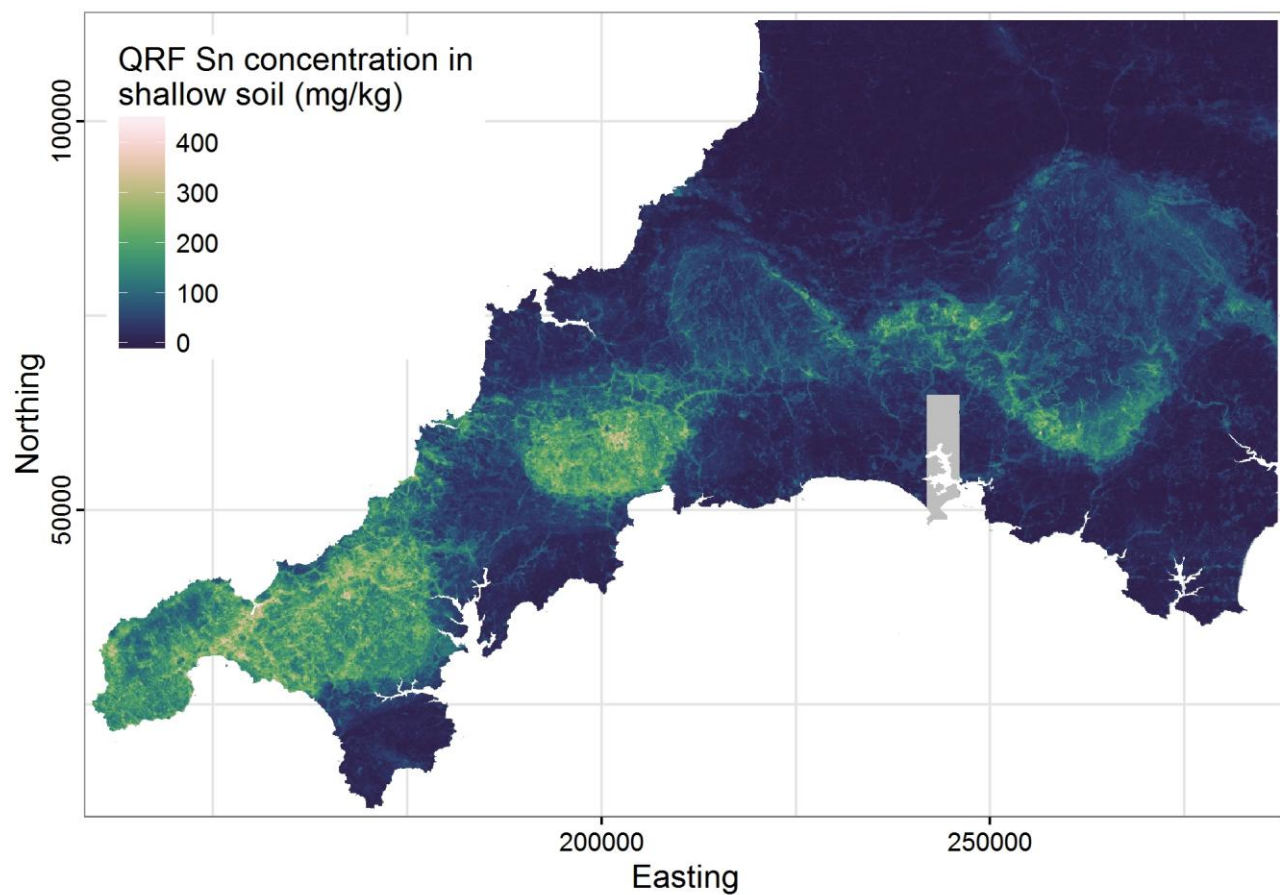 QRF Sn concentration in
shallow soil (mg/kg)
400
300
200
100
0
100000
50000
Northing
200000
250000
Easting